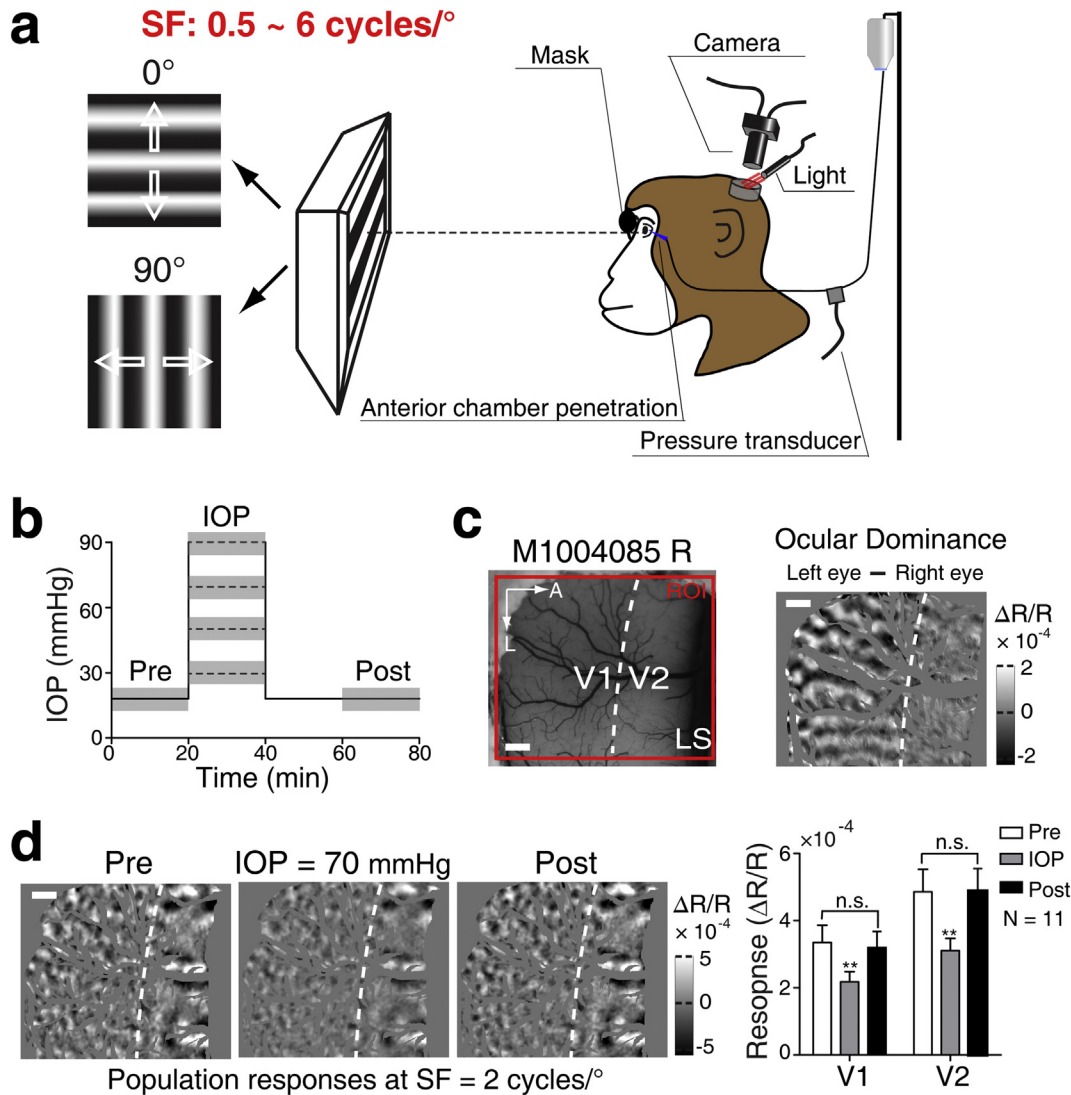 a
SF: 0.5 ~ 6 cycles/°
0°
90°
Mask
Camera
Light
Anterior chamber penetration
Pressure transducer
b
IOP
IOP (mmHg)
90
60
30
0
Pre
Post
0 20 40 60 80
Time (min)
c
M1004085 R
ROI
A
L
V1 V2
LS
Ocular Dominance
Left eye – Right eye
ΔR/R
× 10⁻⁴
2
0
-2
d
Pre
IOP = 70 mmHg
Post
ΔR/R
× 10⁻⁴
5
0
-5
Population responses at SF = 2 cycles/°
×10⁻⁴
Resopnse (ΔR/R)
6
4
2
0
n.s.
**
n.s.
**
V1
V2
Pre
IOP
Post
N = 11